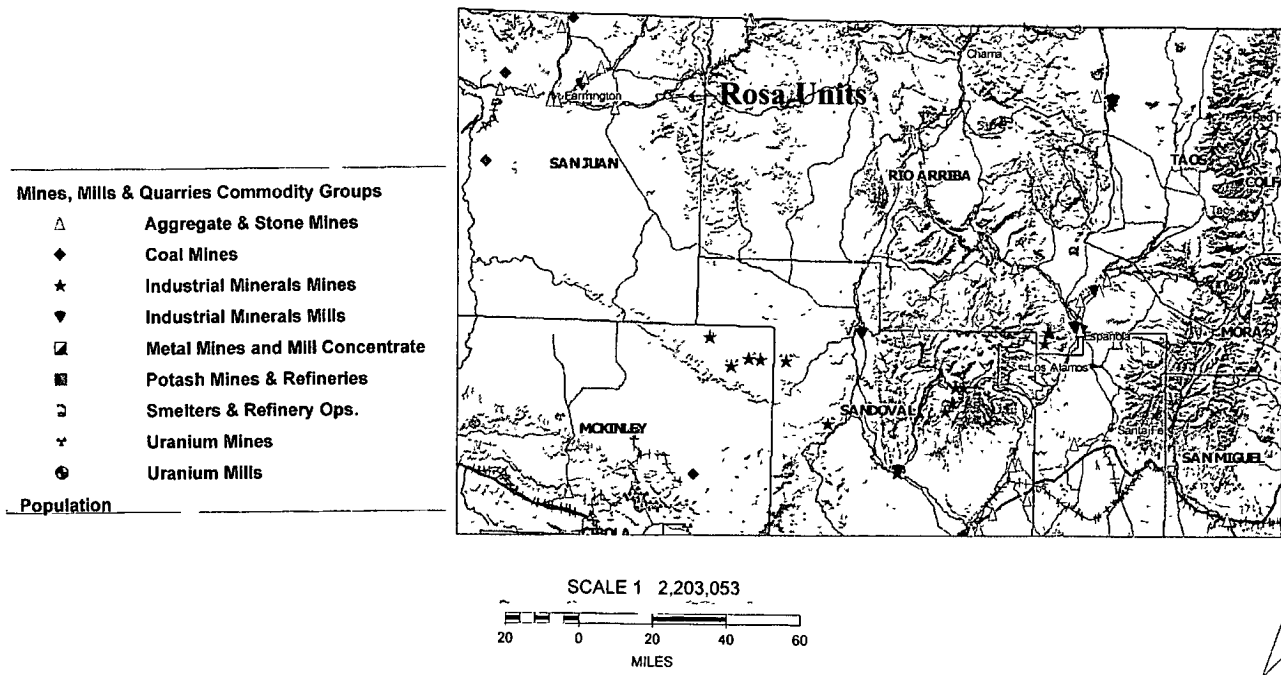 Mines, Mills & Quarries Commodity Groups
Aggregate & Stone Mines
Coal Mines
Industrial Minerals Mines
Industrial Minerals Mills
Metal Mines and Mill Concentrate
Potash Mines & Refineries
Smelters & Refinery Ops.
Uranium Mines
Uranium Mills
Population
Chama
Farmington
Rosa Units
SAN JUAN
RIO ARRIBA
TAOS
COLF
Taos
MORA
Espanola
Los Alamos
SANDOVAL
MCKINLEY
Santa Fe
SAN MIGUEL
CIBOLA
SCALE 1 2,203,053
20 0 20 40 60
MILES